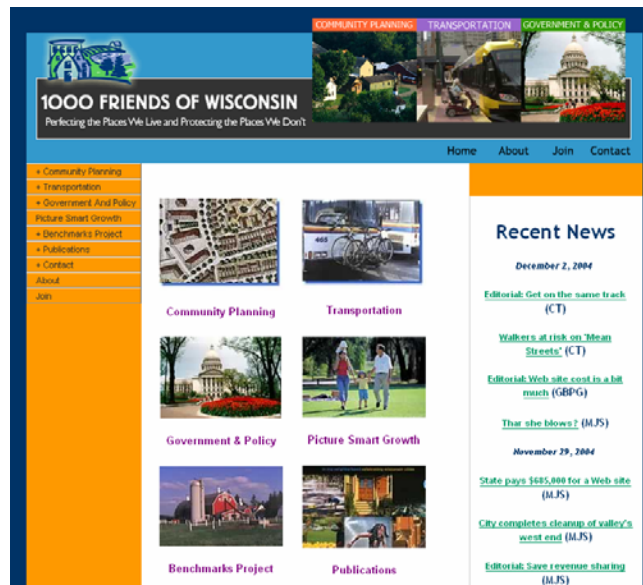 COMMUNITY PLANNING
TRANSPORTATION
GOVERNMENT & POLICY
1000 FRIENDS OF WISCONSIN
Perfecting the Places We Live and Protecting the Places We Don't
Home About Join Contact
+ Community Planning
+ Transportation
+ Government And Policy
Picture Smart Growth
+ Benchmarks Project
+ Publications
+ Contact
About
Join
465
Community Planning
Transportation
Government & Policy
Picture Smart Growth
Benchmarks Project
Publications
Recent News
December 2, 2004
Editorial: Get on the same track
(CT)
Walkers at risk on 'Mean
Streets' (CT)
Editorial: Web site cost is a bit
much (GBPG)
Thar she blows? (MJS)
November 29, 2004
State pays $685,000 for a Web site
(MJS)
City completes cleanup of valley's
west end (MJS)
Editorial: Save revenue sharing
(MJS)